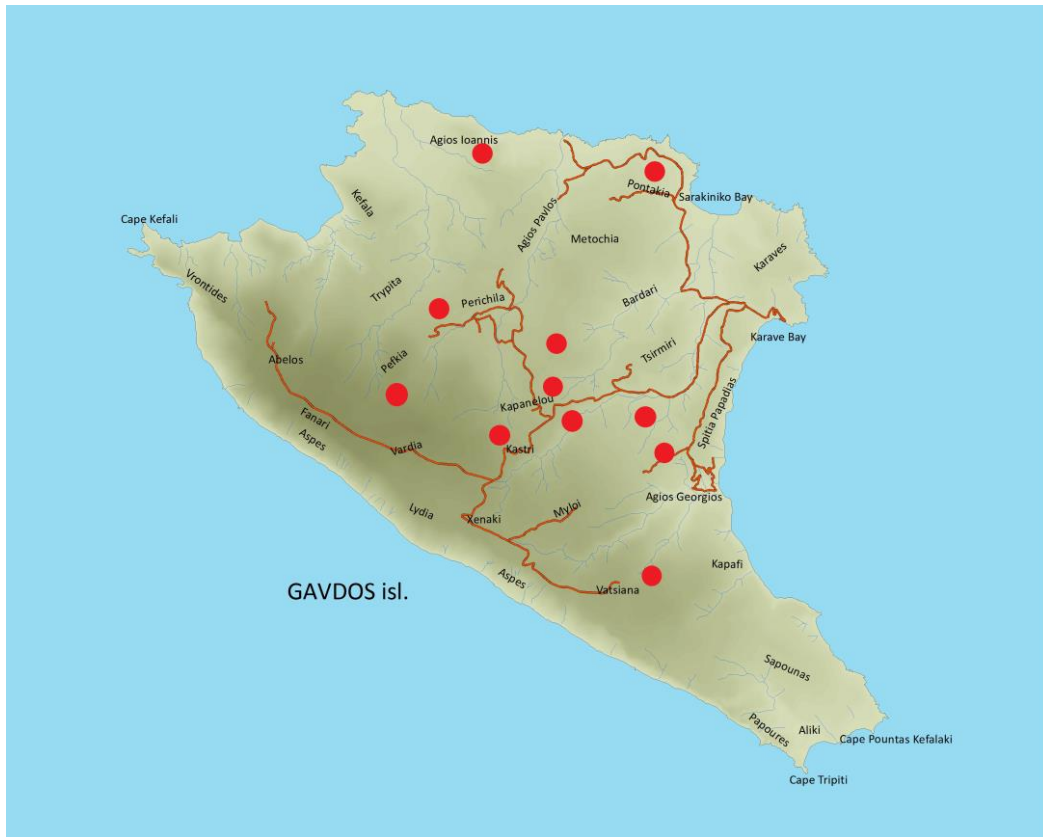 Agios Ioannis
Pontakia
Sarakiniko Bay
Kefala
Cape Kefali
Agios Pavlos
Metochia
Karaves
Vrontides
Trypita
Perichila
Bardari
Karave Bay
Abelos
Pefkia
Tsirmiri
Kapanelou
Spitia Papadias
Fanari
Aspes
Vardia
Kastri
Agios Georgios
Lydia
Xenaki
Myloi
Kapafi
Aspes
GAVDOS isl.
Vatsiana
Sapounas
Papoures
Aliki
Cape Pountas Kefalaki
Cape Tripiti